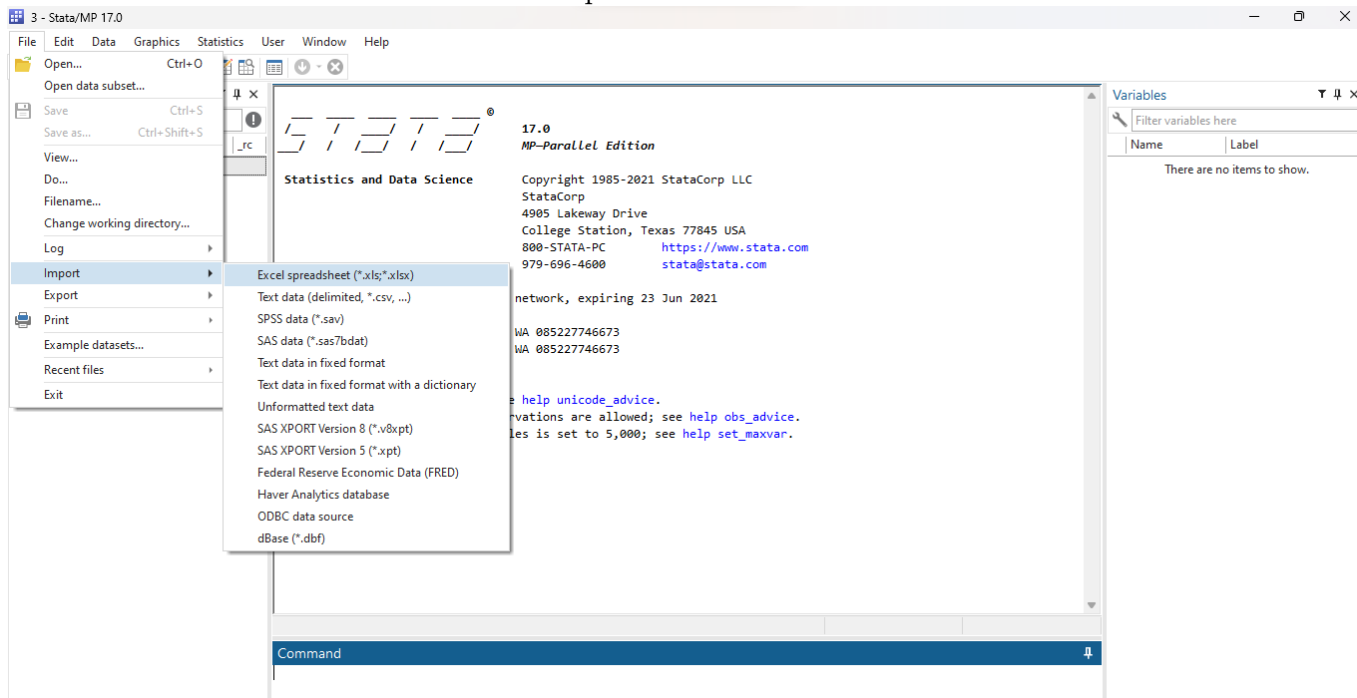 3 - Stata/MP 17.0
File Edit Data Graphics Statistics User Window Help
Open... Ctrl+O
Open data subset...
Save Ctrl+S
Save as... Ctrl+Shift+S
View...
Do...
Filename...
Change working directory...
Log
Import
Export
Print
Example datasets...
Recent files
Exit
_rc
Excel spreadsheet (*.xls;*.xlsx)
Text data (delimited, *.csv, ...)
SPSS data (*.sav)
SAS data (*.sas7bdat)
Text data in fixed format
Text data in fixed format with a dictionary
Unformatted text data
SAS XPORT Version 8 (*.v8xpt)
SAS XPORT Version 5 (*.xpt)
Federal Reserve Economic Data (FRED)
Haver Analytics database
ODBC data source
dBase (*.dbf)
©
17.0
MP—Parallel Edition
Statistics and Data Science Copyright 1985-2021 StataCorp LLC
StataCorp
4905 Lakeway Drive
College Station, Texas 77845 USA
800-STATA-PC https://www.stata.com
979-696-4600 stata@stata.com
network, expiring 23 Jun 2021
WA 085227746673
WA 085227746673
help unicode_advice.
are allowed; see help obs_advice.
is set to 5,000; see help set_maxvar.
Command
Variables
Filter variables here
Name Label
There are no items to show.